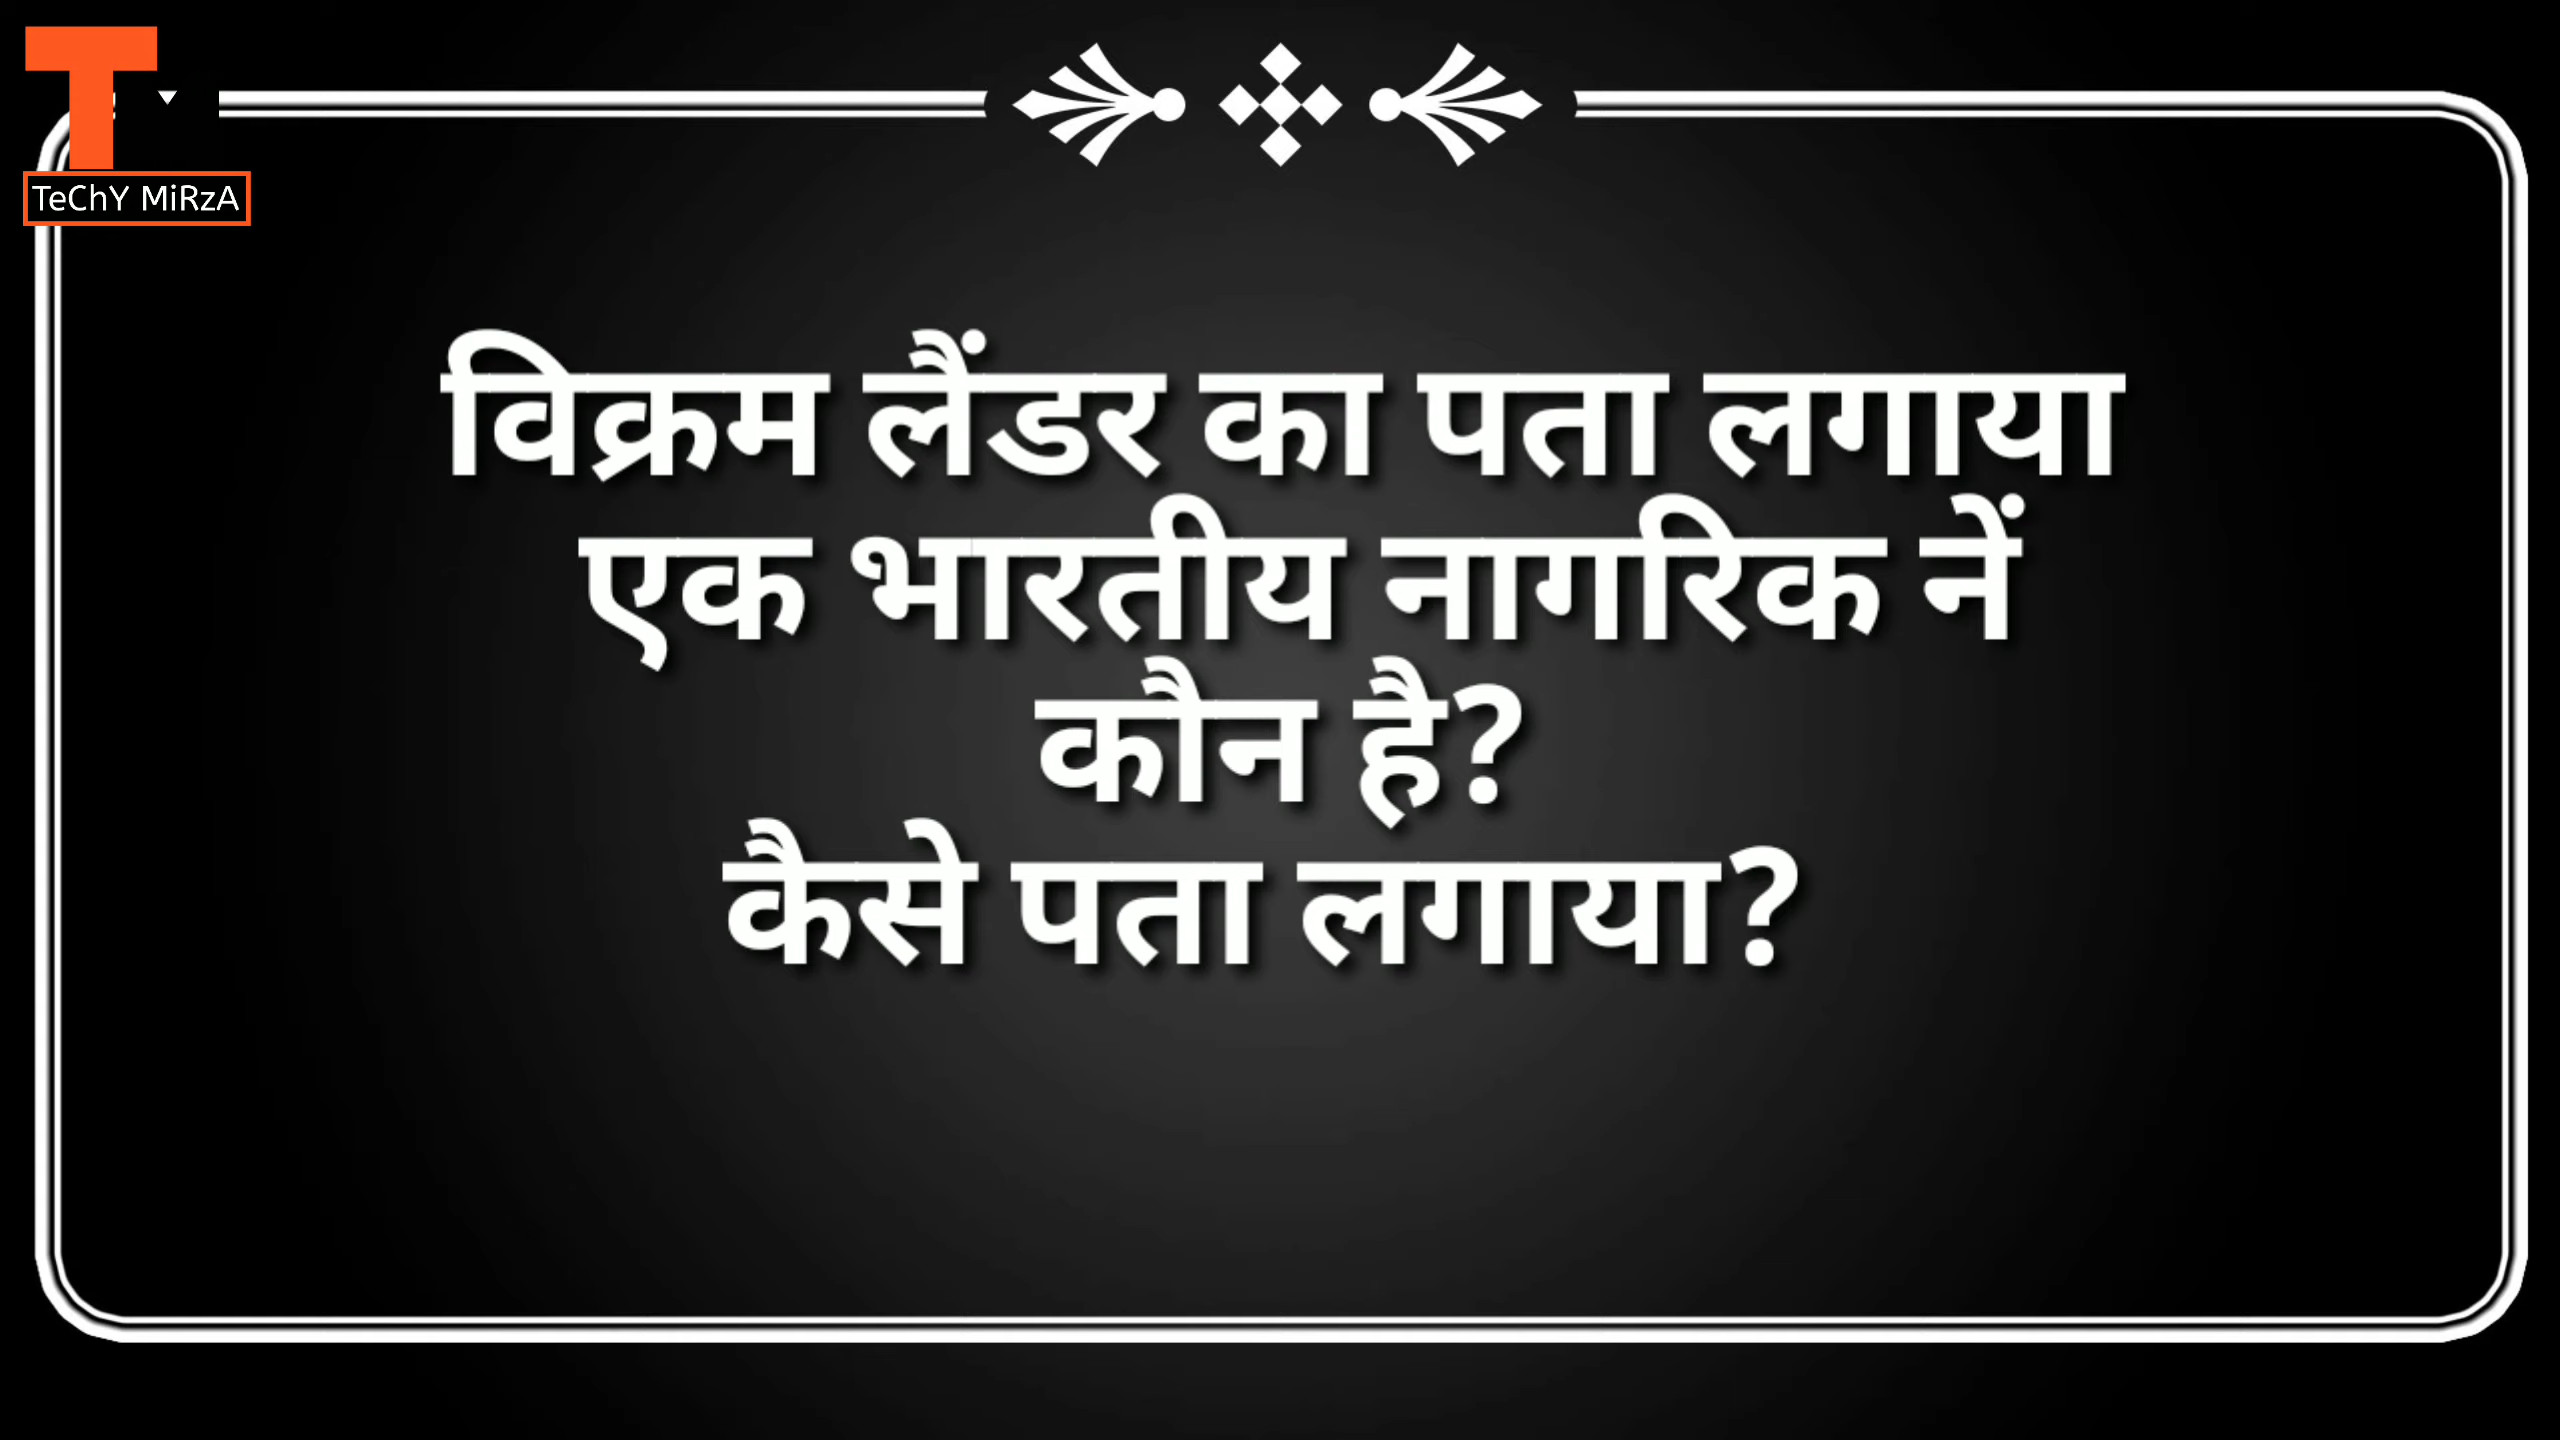 TeChY MiRzA
विक्रम लैंडर का पता लगाया
एक भारतीय नागरिक नें
कौन है?
कैसे पता लगाया?